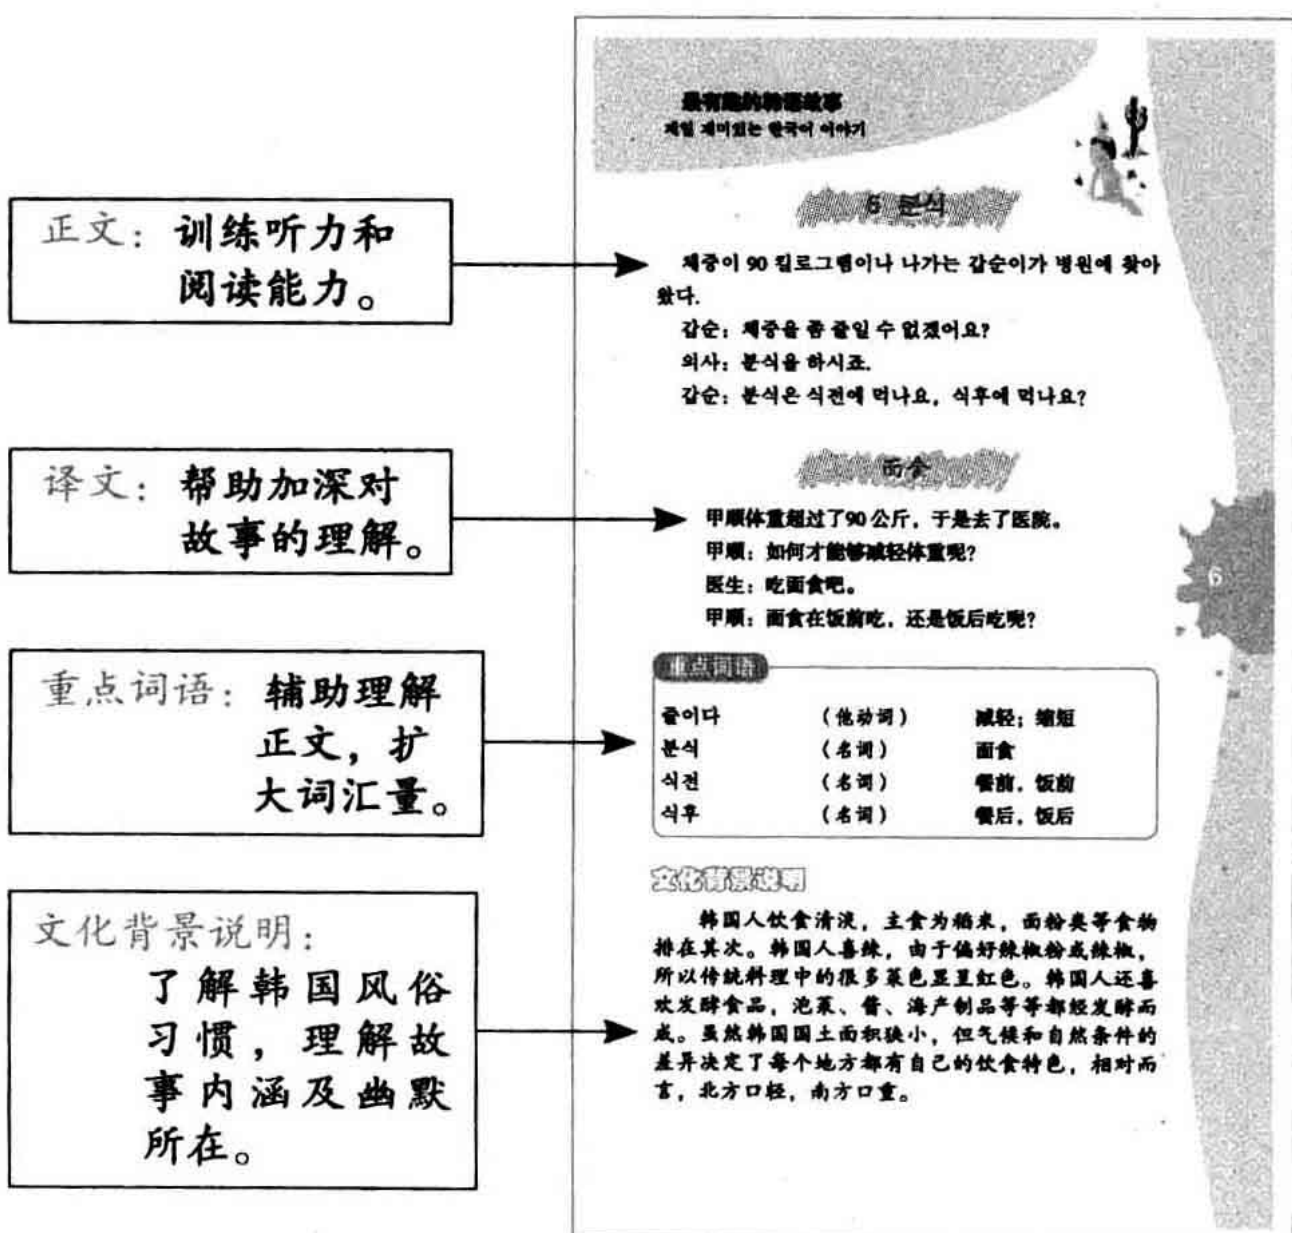 正文：训练听力和
阅读能力。
译文：帮助加深对
故事的理解。
重点词语：辅助理解
正文，扩
大词汇量。
文化背景说明：
了解韩国风俗
习惯，理解故
事内涵及幽默
所在。
最有趣的韩语故事
제일 재미있는 한국어 이야기
6 분식
체중이 90 킬로그램이나 나가는 갑순이가 병원에 찾아
왔다.
갑순：체중을 좀 줄일 수 없겠어요?
의사：분식을 하시죠.
갑순：분식은 식전에 먹나요，식후에 먹나요?
面食
甲顺体重超过了90公斤，于是去了医院。
甲顺：如何才能够减轻体重呢?
医生：吃面食吧。
甲顺：面食在饭前吃，还是饭后吃呢?
6
重点词语
줄이다 （他动词） 减轻；缩短
분식 （名词） 面食
식전 （名词） 餐前，饭前
식후 （名词） 餐后，饭后
文化背景说明
韩国人饮食清淡，主食为稻米，面粉类等食物
排在其次。韩国人喜辣，由于偏好辣椒粉或辣椒，
所以传统料理中的很多菜色显呈红色。韩国人还喜
欢发酵食品，泡菜、酱、海产制品等等都经发酵而
成。虽然韩国国土面积狭小，但气候和自然条件的
差异决定了每个地方都有自己的饮食特色，相对而
言，北方口轻，南方口重。